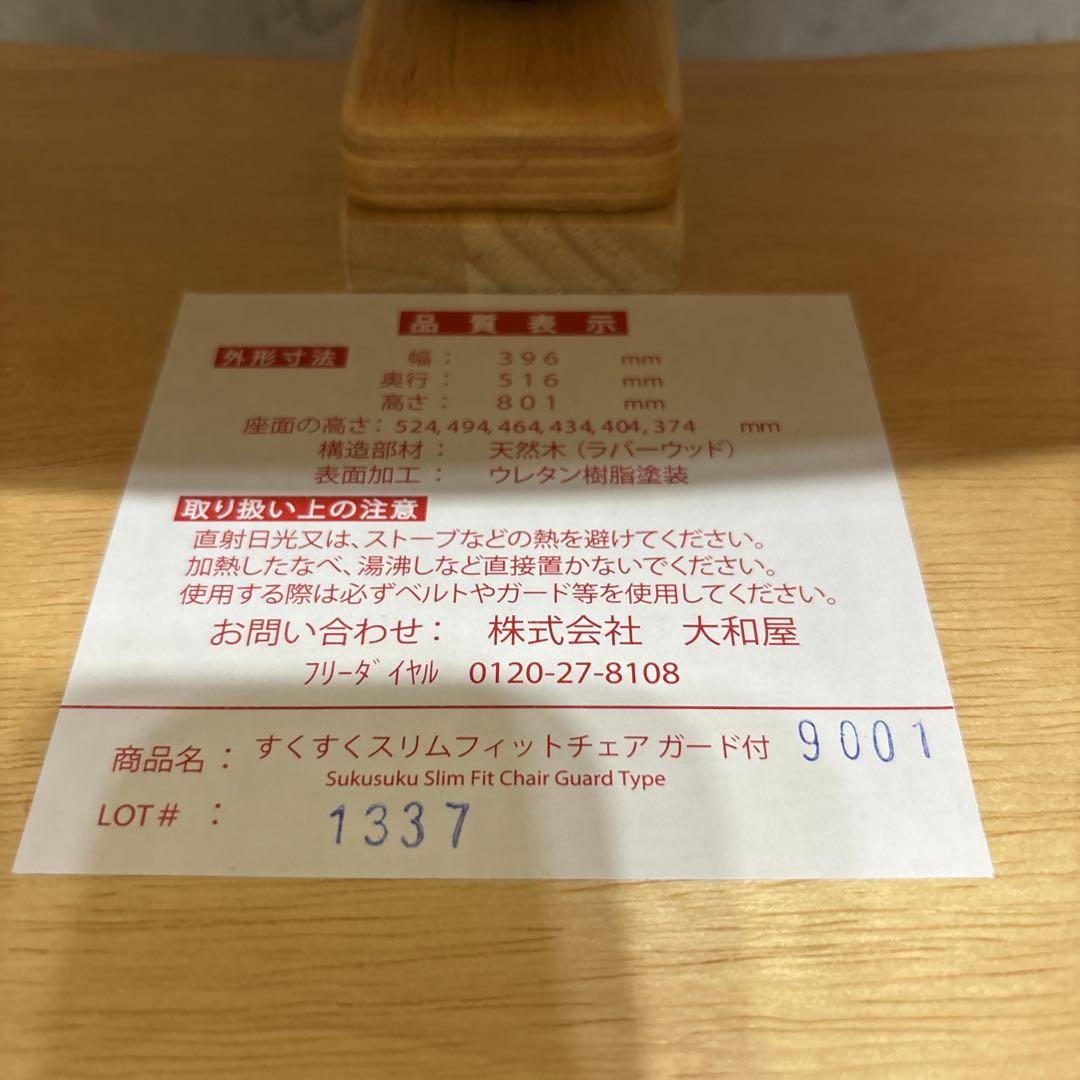 品質表示
外形寸法 幅： 396 mm
奥行： 516 mm
高さ： 801 mm
座面の高さ： 524, 494, 464, 434, 404, 374 mm
構造部材： 天然木（ラバーウッド）
表面加工： ウレタン樹脂塗装
取り扱い上の注意
直射日光又は、ストーブなどの熱を避けてください。
加熱したなべ、湯沸しなど直接置かないでください。
使用する際は必ずベルトやガード等を使用してください。
お問い合わせ： 株式会社 大和屋
フリーダイヤル 0120-27-8108
商品名： すくすくスリムフィットチェア ガード付 9001
Sukusuku Slim Fit Chair Guard Type
LOT＃ ： 1337